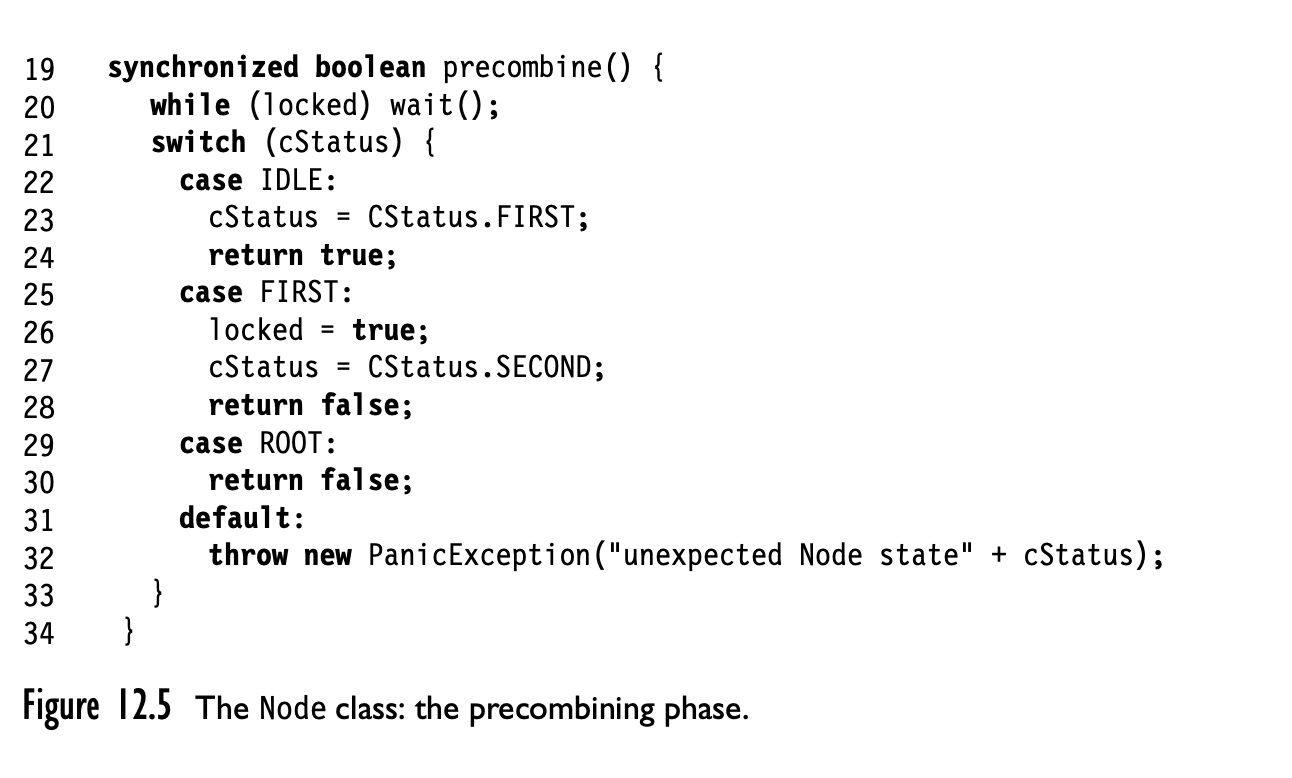 19 synchronized boolean precombine() {
20 while (locked) wait();
21 switch (cStatus) {
22 case IDLE:
23 cStatus = CStatus.FIRST;
24 return true;
25 case FIRST:
26 locked = true;
27 cStatus = CStatus.SECOND;
28 return false;
29 case ROOT:
30 return false;
31 default:
32 throw new PanicException("unexpected Node state" + cStatus);
33 }
34 }
Figure 12.5 The Node class: the precombining phase.